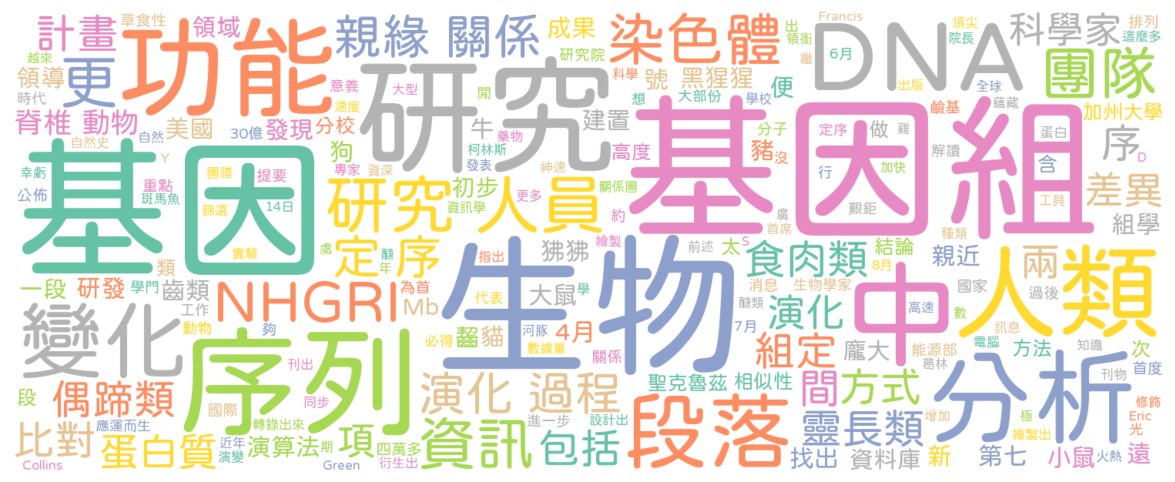 計畫
草食性
領域
功能
親緣 關係
成果
研究院
染色體
出
領銜
繼
Francis
DNA
6月
頂尖
院長
科學家
排列
這麼多
團隊
越來
更
領導
時代
脊椎 動物
美國
30億
發現
意義
速度
分校
大型
研究
閒
藥物
柯林斯
發表
牛
建置
科學
想
號
黑猩猩
大部份
學校
便
分子
出版
全球
鹼基
蘊藏
加州大學
自然史
自然
Y
狗
專家
資深
神速
高度
豬
沒
定序
做
雞
行
加快
解讀
蛋白
含
序
D
幸虧
公佈
基因
重點
斑馬魚
圖譜
提要
篩選
14日
實驗
研究 人員
初步
資訊學
更多
關係圖
約
基因組
廣
首席
艱鉅
工具
差異
組學
種類
處
定 序
醣
年
指出
狒狒
繪製
前述
太
S
食肉類
結論
8月
親近
兩
人類
類
一段
研發
學門
齒類
工作
NHGRI
為首
Mb
代表
大鼠
學
生物
消息
醣類
生物學家
演化
中
高速
國家
過後
數
訊息
變化
動物
夠
序列
刊出
同步
齧
貓
必得
河豚
數據量
4月
關係
7月
組定
龐大
能源部
葛林
電腦
方法
知識
次
首度
刊物
段
偶蹄類
國際
應運而生
轉錄出來
演化 過程
聖克魯茲
相似性
間
方式
分析
修飾
Eric
光
比對
Collins
蛋白質
近年
演變
演算法
期
Green
項
四萬多
衍生出
資訊
進一步
設計出
包括
段落
靈長類
找出
資料庫
增加
新
極
繪製出
第七
小鼠
火熱
遠